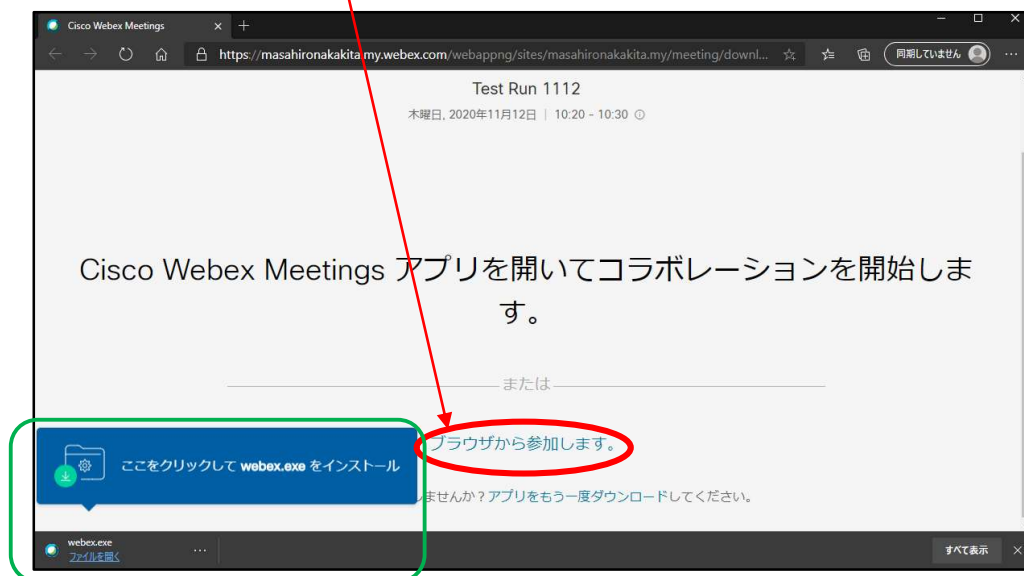 Cisco Webex Meetings
https://masahironakakita.my.webex.com/webappng/sites/masahironakakita.my/meeting/downl...
同期していません
Test Run 1112
木曜日, 2020年11月12日 | 10:20 - 10:30
Cisco Webex Meetings アプリを開いてコラボレーションを開始しま
す。
または
ブラウザから参加します。
ここをクリックして webex.exe をインストール
しませんか？アプリをもう一度ダウンロードしてください。
webex.exe
ファイルを開く
すべて表示